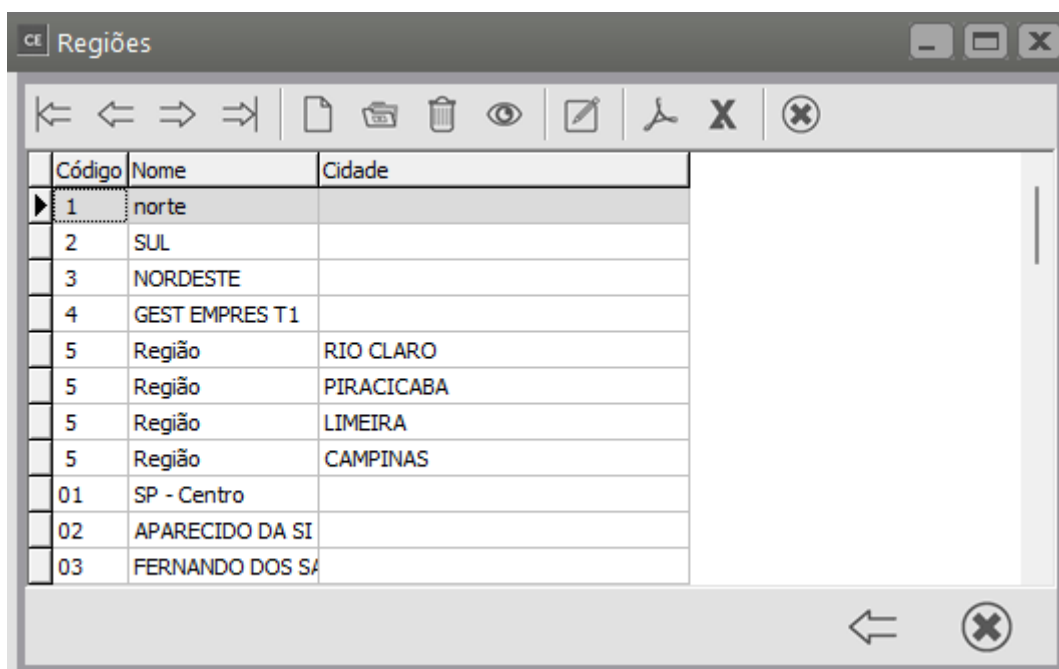 CE Regiões
Código Nome Cidade
1 norte
2 SUL
3 NORDESTE
4 GEST EMPRES T1
5 Região RIO CLARO
5 Região PIRACICABA
5 Região LIMEIRA
5 Região CAMPINAS
01 SP - Centro
02 APARECIDO DA SI
03 FERNANDO DOS SA